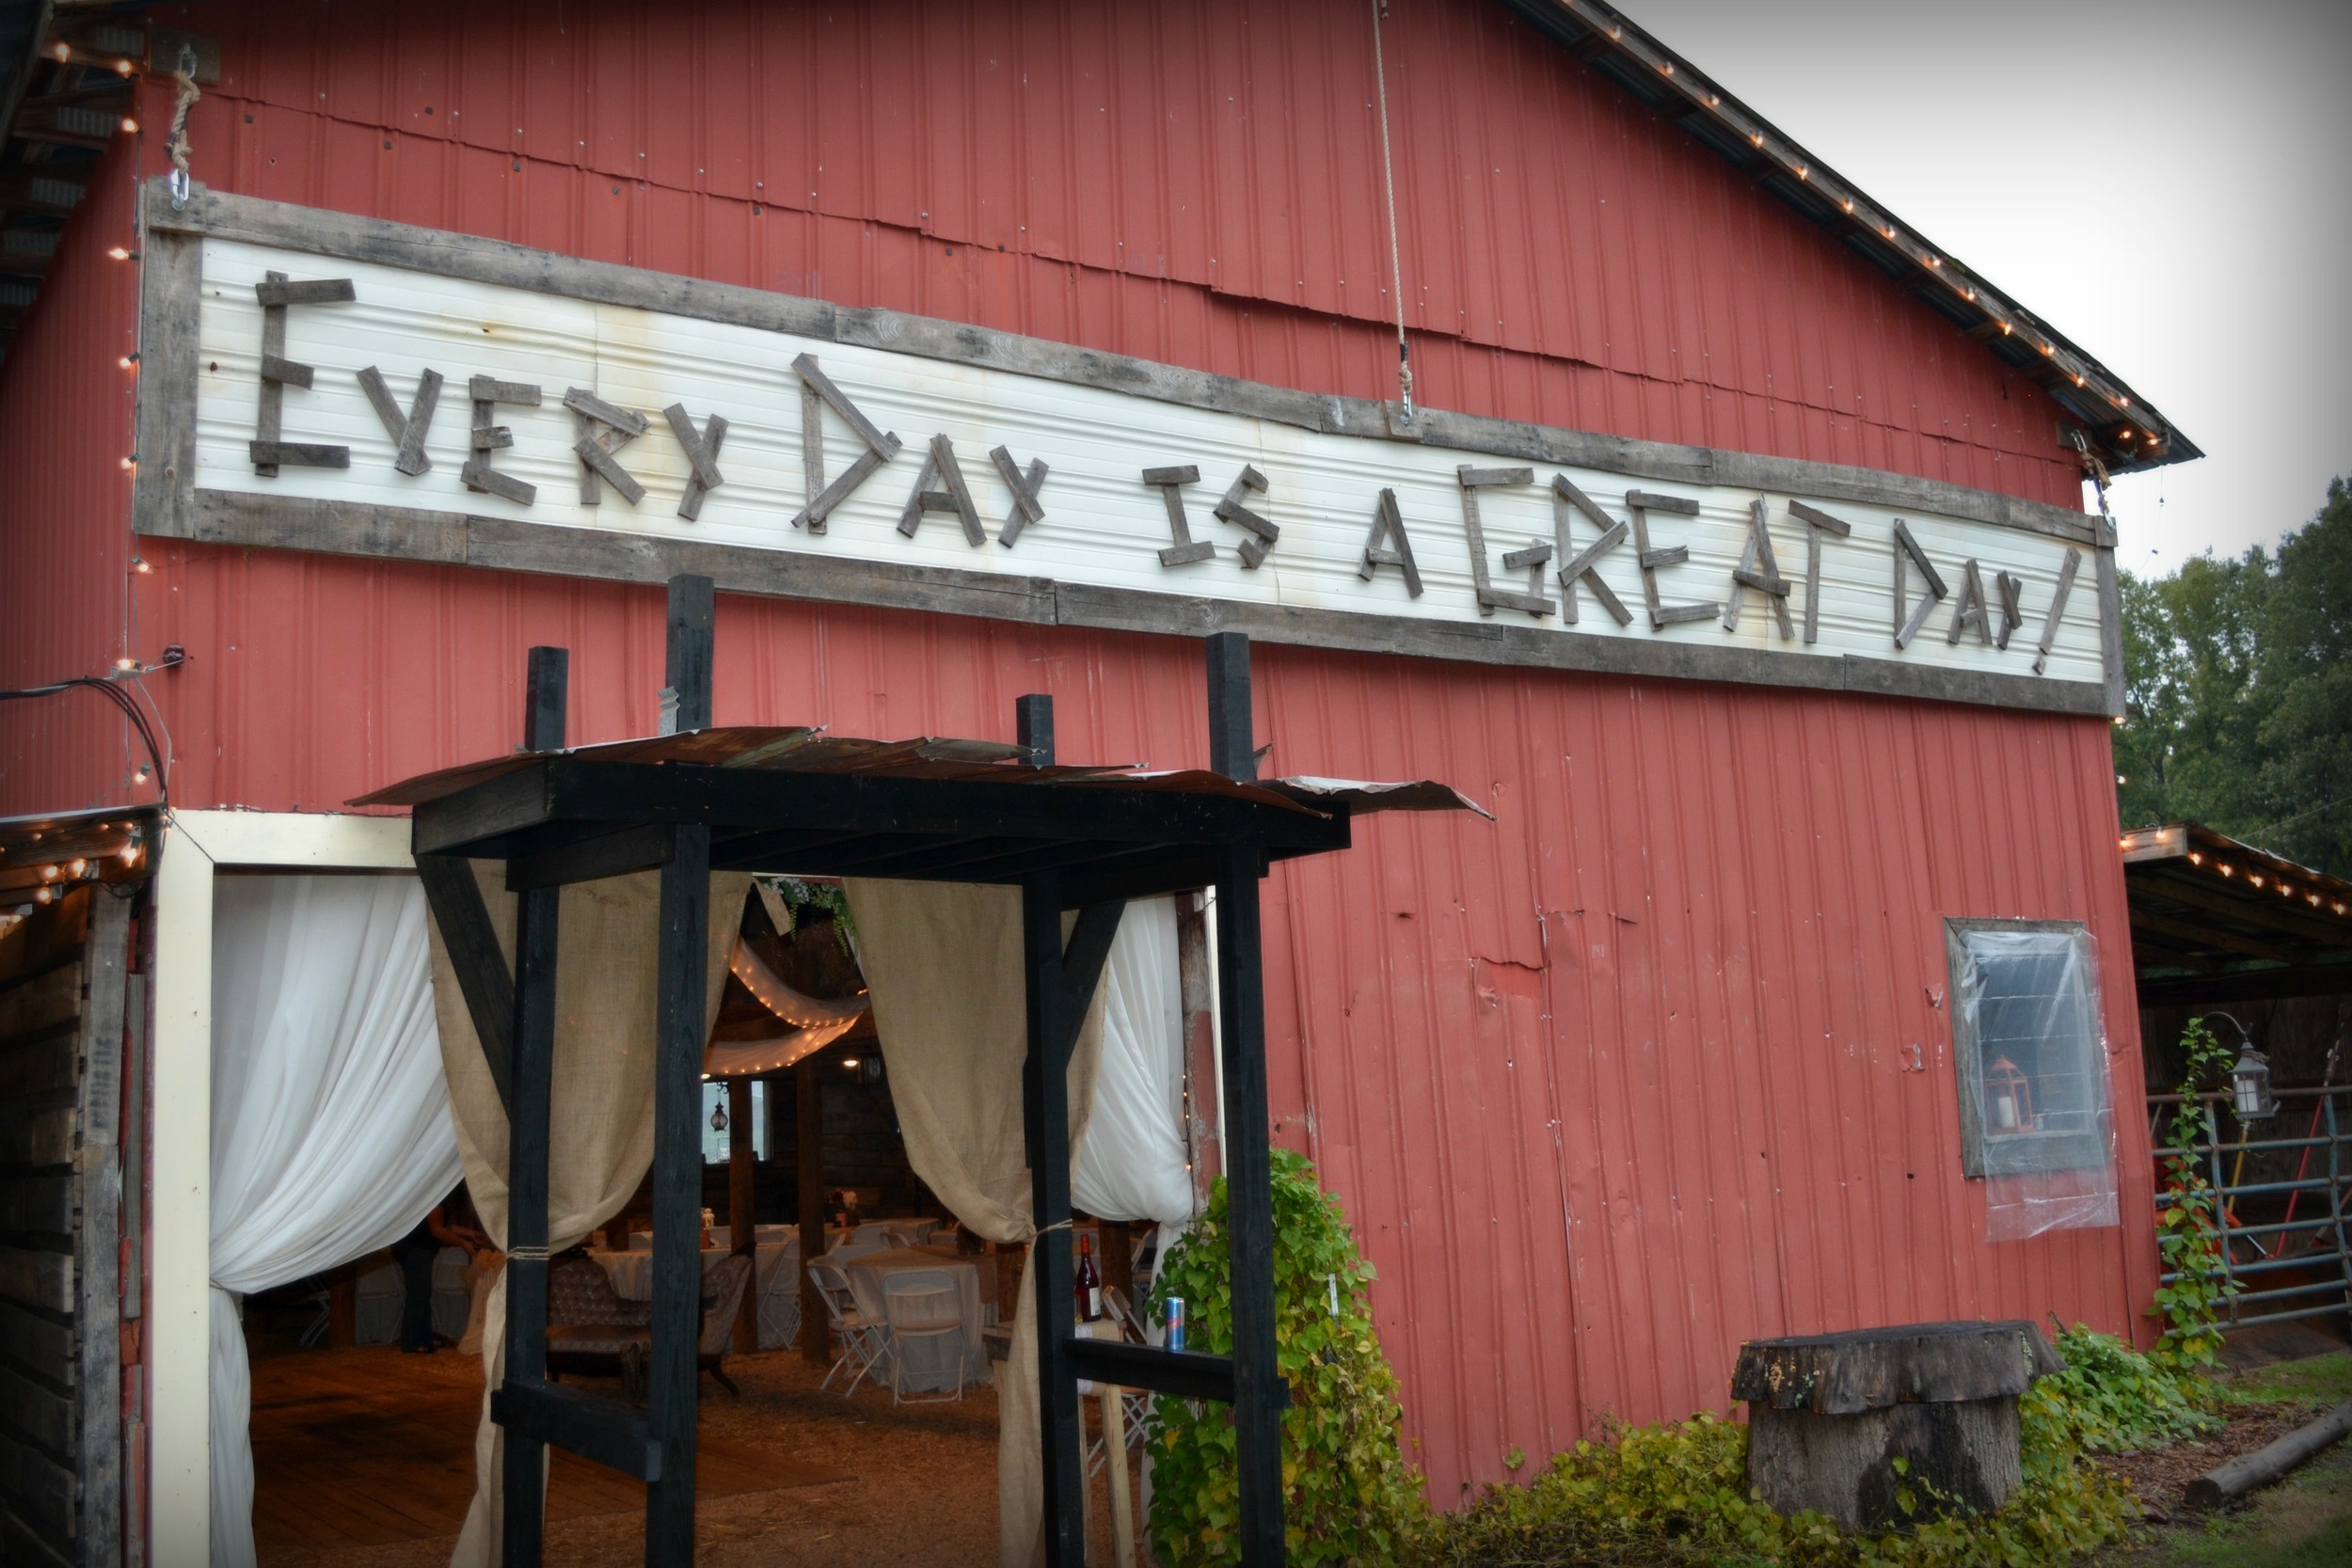 EVERY DAY IS A GREAT DAY!